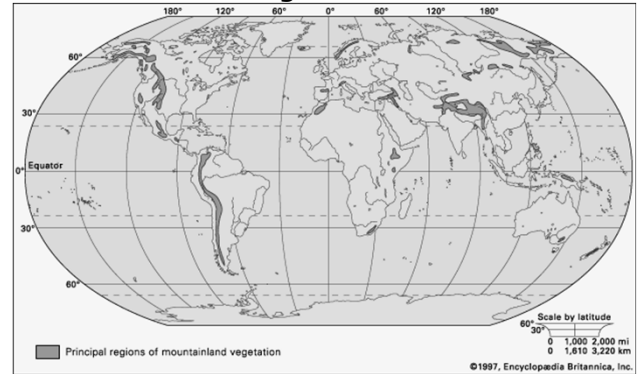 180° 120° 60° 0° 60° 120° 180°
60°
30°
Equator
0°
30°
60°
Scale by latitude
60°
30°
0 1,000 2,000 mi
0 1,610 3,220 km
Principal regions of mountainland vegetation
©1997, Encyclopædia Britannica, Inc.